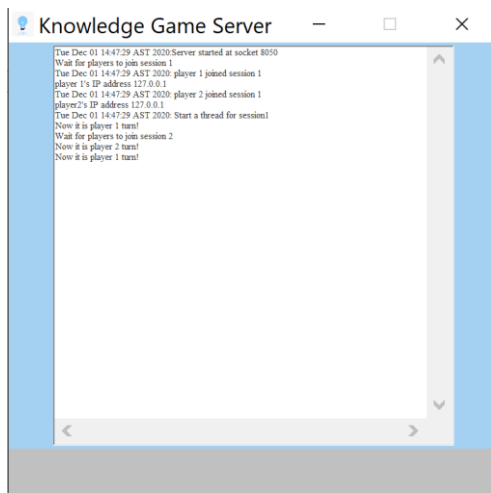 Knowledge Game Server
Tue Dec 01 14:47:29 AST 2020:Server started at socket 8050
Wait for players to join session 1
Tue Dec 01 14:47:29 AST 2020: player 1 joined session 1
player 1's IP address 127.0.0.1
Tue Dec 01 14:47:29 AST 2020: player 2 joined session 1
player2's IP address 127.0.0.1
Tue Dec 01 14:47:29 AST 2020: Start a thread for session1
Now it is player 1 turn!
Wait for players to join session 2
Now it is player 2 turn!
Now it is player 1 turn!